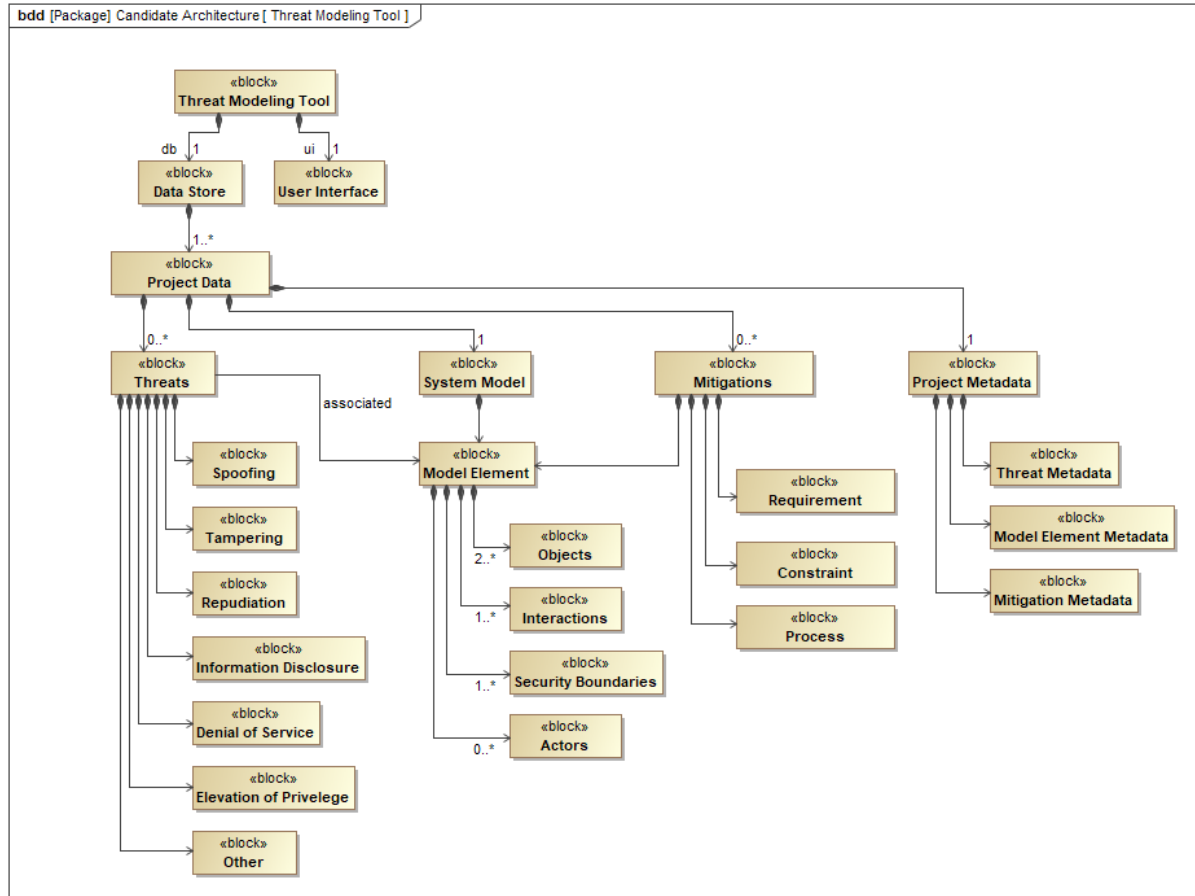 bdd [Package] Candidate Architecture [ Threat Modeling Tool ]
«block»
Threat Modeling Tool
db 1
ui 1
«block»
Data Store
«block»
User Interface
1..*
«block»
Project Data
0..*
1
0..*
1
«block»
Threats
«block»
System Model
«block»
Mitigations
«block»
Project Metadata
associated
«block»
Spoofing
«block»
Tampering
«block»
Repudiation
«block»
Information Disclosure
«block»
Denial of Service
«block»
Elevation of Privelege
«block»
Other
«block»
Model Element
«block»
Objects
2..*
«block»
Interactions
1..*
«block»
Security Boundaries
1..*
«block»
Actors
0..*
«block»
Requirement
«block»
Constraint
«block»
Process
«block»
Threat Metadata
«block»
Model Element Metadata
«block»
Mitigation Metadata